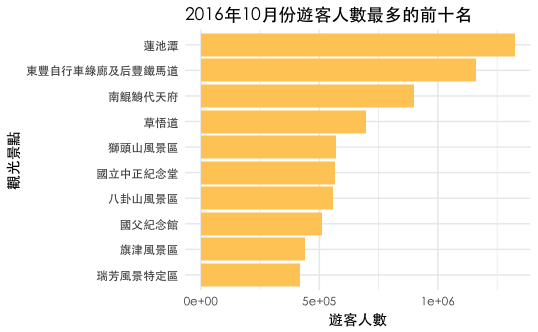 2016年10月份遊客人數最多的前十名
觀光景點
蓮池潭
東豐自行車綠廊及后豐鐵馬道
南鯤鯓代天府
草悟道
獅頭山風景區
國立中正紀念堂
八卦山風景區
國父紀念館
旗津風景區
瑞芳風景特定區
0e+00 5e+05 1e+06
遊客人數